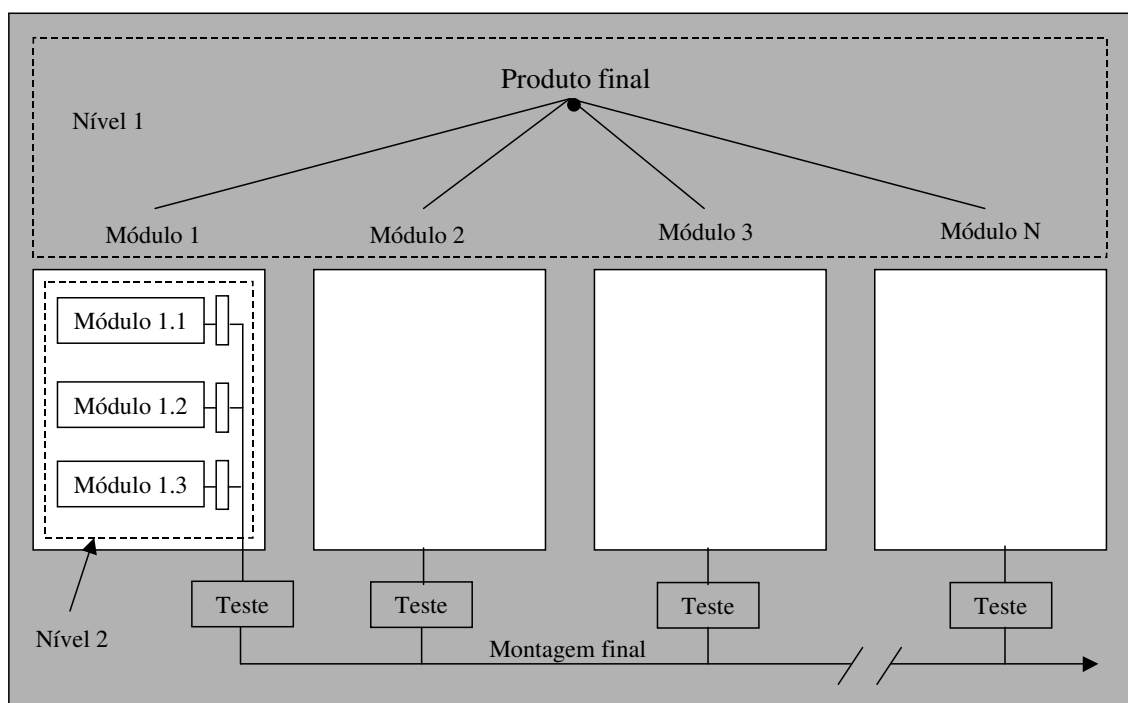 Produto final
Nível 1
Módulo 1
Módulo 2
Módulo 3
Módulo N
Módulo 1.1
Módulo 1.2
Módulo 1.3
Teste
Teste
Teste
Teste
Nível 2
Montagem final